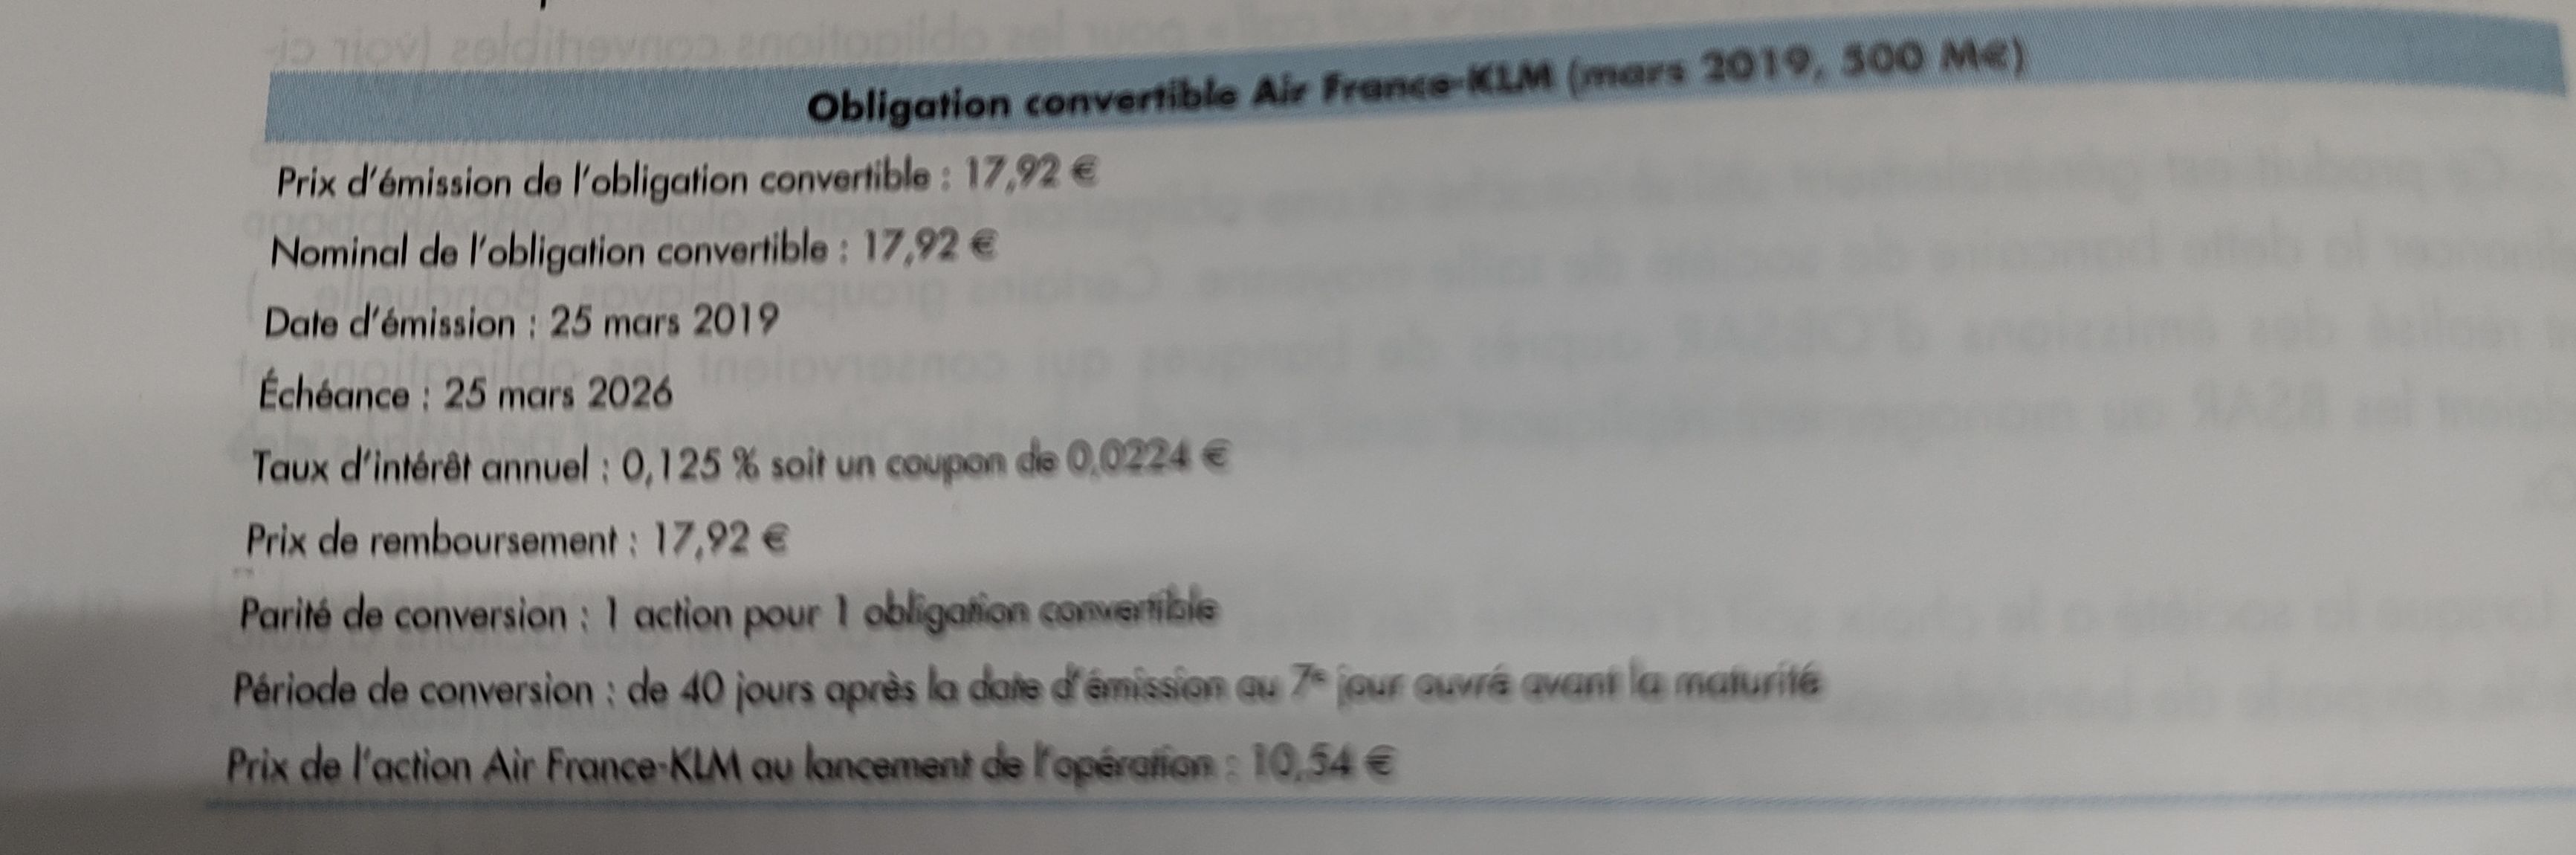 Obligation convertible Air France-KLM (mars 2019, 500 M€)
Prix d'émission de l'obligation convertible : 17,92 €
Nominal de l'obligation convertible : 17,92 €
Date d'émission : 25 mars 2019
Échéance : 25 mars 2026
Taux d'intérêt annuel : 0,125 % soit un coupon de 0,0224 €
Prix de remboursement : 17,92 €
Parité de conversion : 1 action pour 1 obligation convertible
Période de conversion : de 40 jours après la date d'émission au 7e jour ouvré avant la maturité
Prix de l'action Air France-KLM au lancement de l'opération : 10,54 €